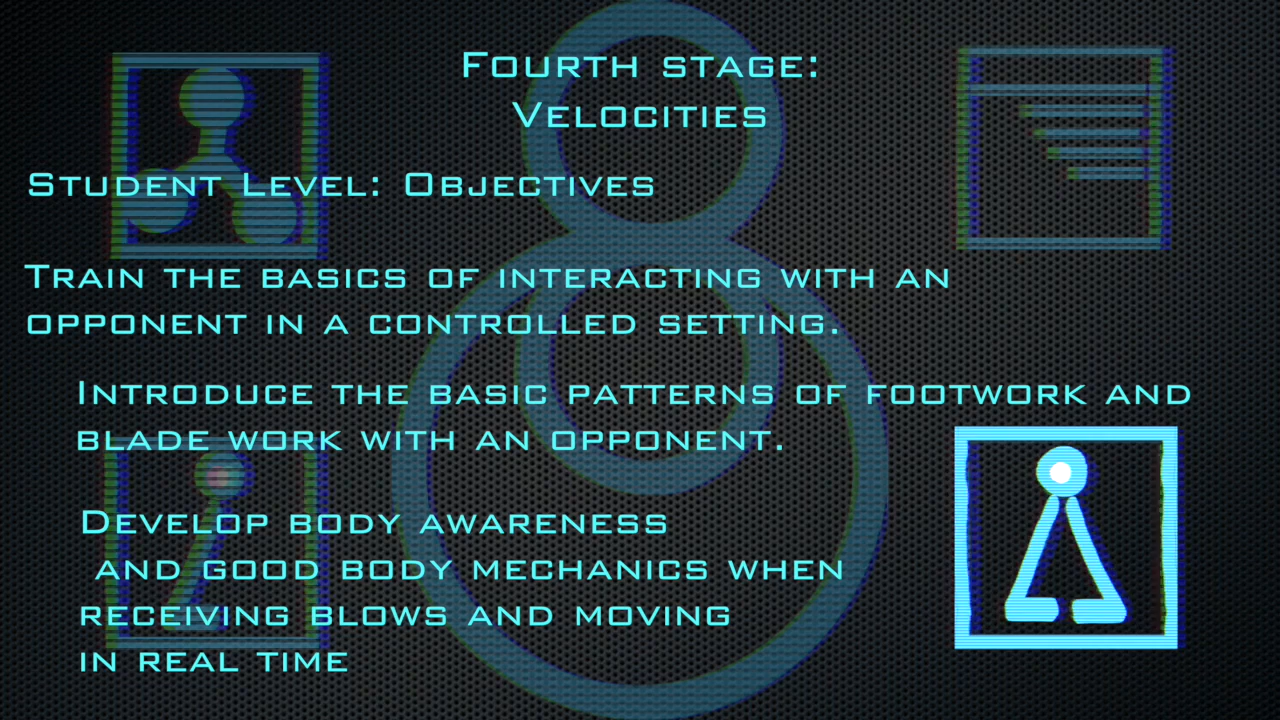 Fourth stage:
Velocities
Student Level: Objectives
Train the basics of interacting with an
opponent in a controlled setting.
Introduce the basic patterns of footwork and
blade work with an opponent.
Develop body awareness
and good body mechanics when
receiving blows and moving
in real time